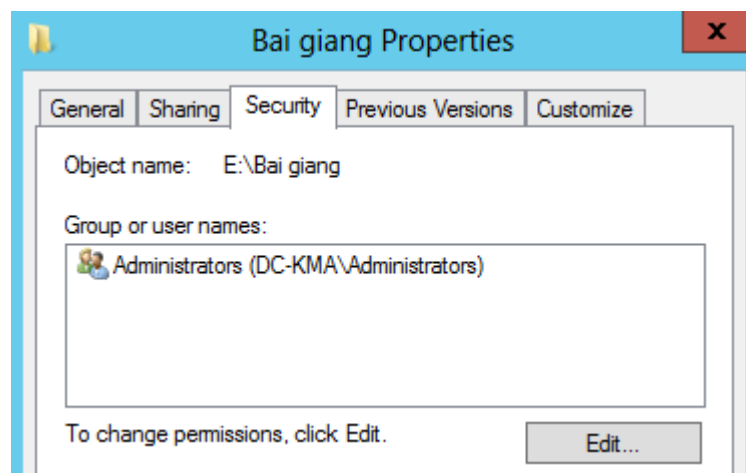 Bai giang Properties
x
General Sharing Security Previous Versions Customize
Object name: E:\Bai giang
Group or user names:
Administrators (DC-KMA\Administrators)
To change permissions, click Edit.
Edit...